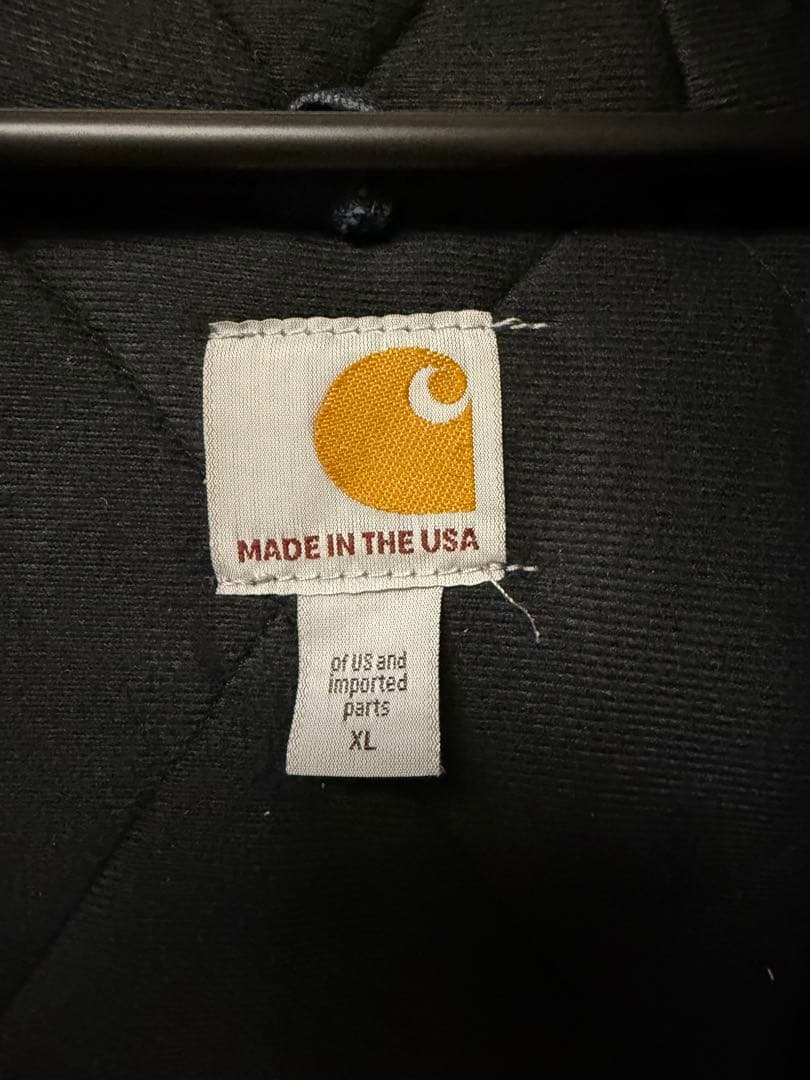 MADE IN THE USA
of US and
imported
parts
XL